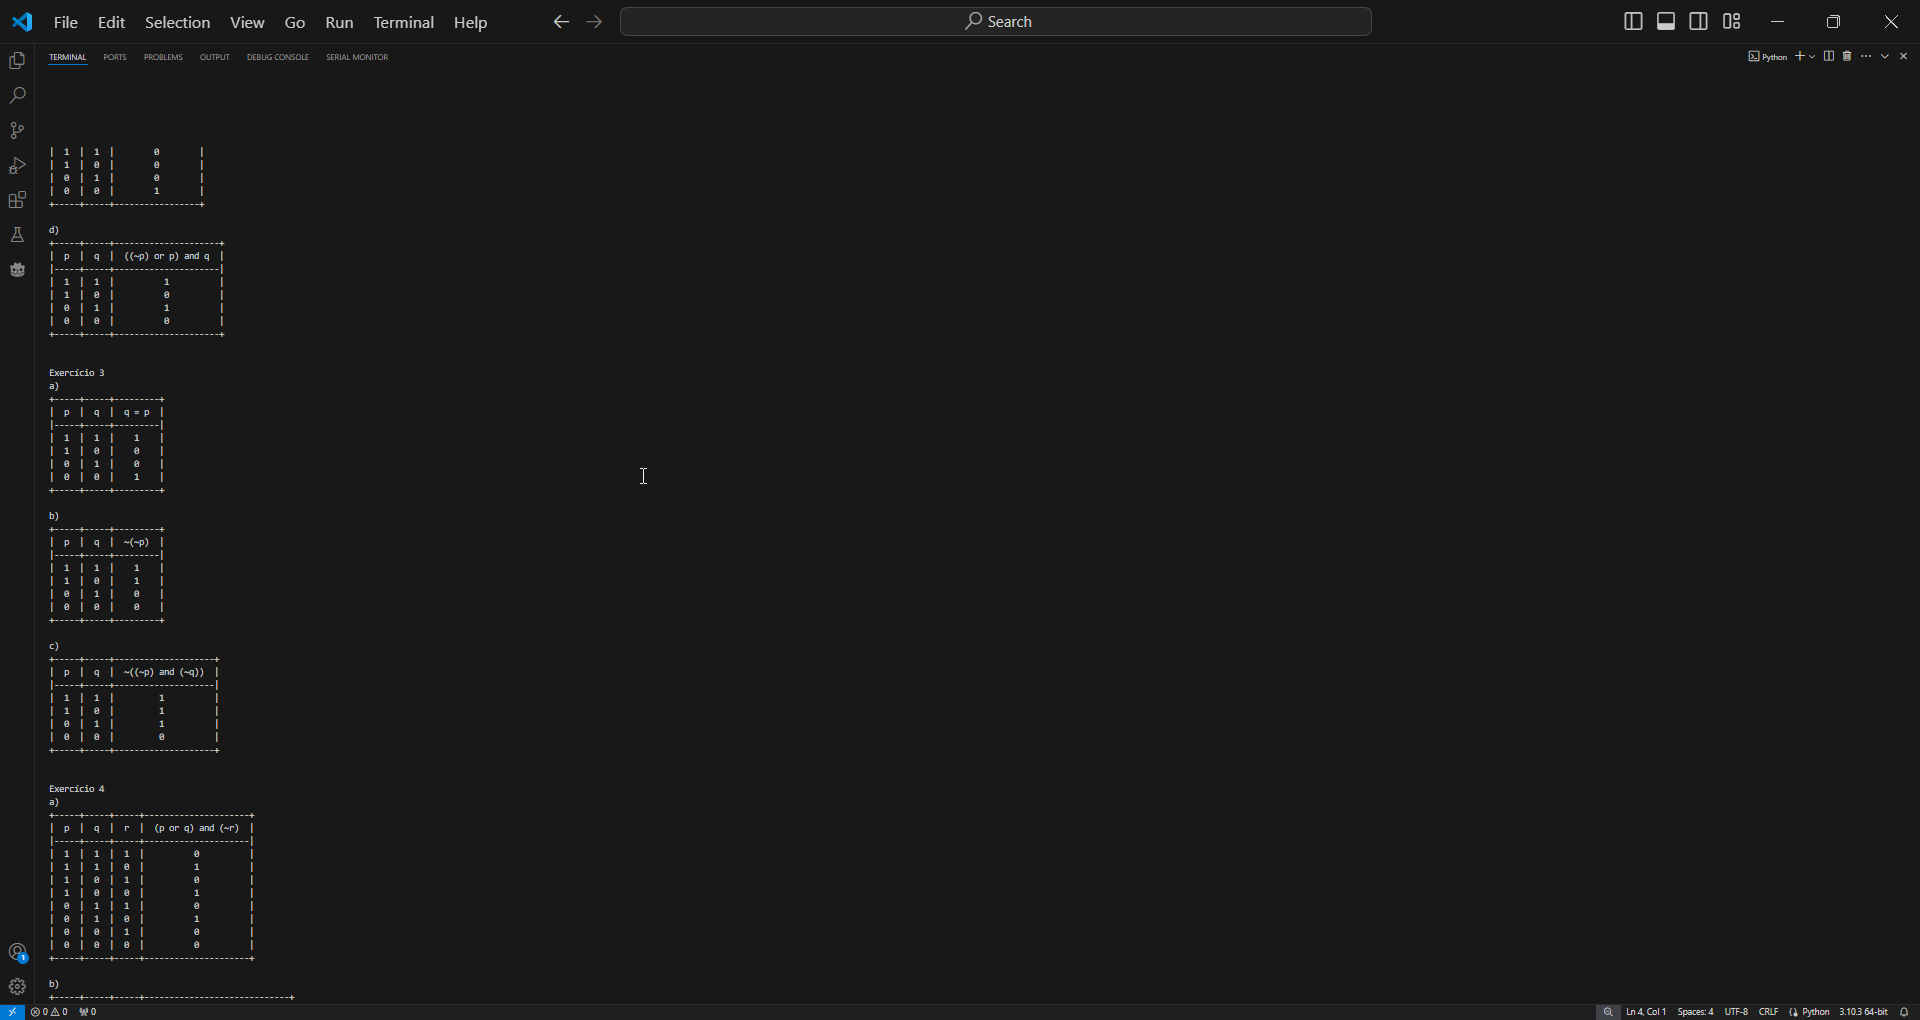 File Edit Selection View Go Run Terminal Help Search
TERMINAL PORTS PROBLEMS OUTPUT DEBUG CONSOLE SERIAL MONITOR Python
|  1  |  1  |        0        |
|  1  |  0  |        0        |
|  0  |  1  |        0        |
|  0  |  0  |        1        |
+-----+-----+-----------------+
d)
+-----+-----+---------------------+
|  p  |  q  |  ((~p) or p) and q  |
|-----+-----+---------------------|
|  1  |  1  |          1          |
|  1  |  0  |          0          |
|  0  |  1  |          1          |
|  0  |  0  |          0          |
+-----+-----+---------------------+
Exercício 3
a)
+-----+-----+---------+
|  p  |  q  |  q = p  |
|-----+-----+---------|
|  1  |  1  |    1    |
|  1  |  0  |    0    |
|  0  |  1  |    0    |
|  0  |  0  |    1    |
+-----+-----+---------+
b)
+-----+-----+---------+
|  p  |  q  |  ~(~p)  |
|-----+-----+---------|
|  1  |  1  |    1    |
|  1  |  0  |    1    |
|  0  |  1  |    0    |
|  0  |  0  |    0    |
+-----+-----+---------+
c)
+-----+-----+--------------------+
|  p  |  q  |  ~((~p) and (~q))  |
|-----+-----+--------------------|
|  1  |  1  |         1          |
|  1  |  0  |         1          |
|  0  |  1  |         1          |
|  0  |  0  |         0          |
+-----+-----+--------------------+
Exercício 4
a)
+-----+-----+-----+---------------------+
|  p  |  q  |  r  |  (p or q) and (~r)  |
|-----+-----+-----+---------------------|
|  1  |  1  |  1  |          0          |
|  1  |  1  |  0  |          1          |
|  1  |  0  |  1  |          0          |
|  1  |  0  |  0  |          1          |
|  0  |  1  |  1  |          0          |
|  0  |  1  |  0  |          1          |
|  0  |  0  |  1  |          0          |
|  0  |  0  |  0  |          0          |
+-----+-----+-----+---------------------+
b)
+-----+-----+-----+-----------------------------+
1
0 0 0 Ln 4, Col 1 Spaces: 4 UTF-8 CRLF Python 3.10.3 64-bit